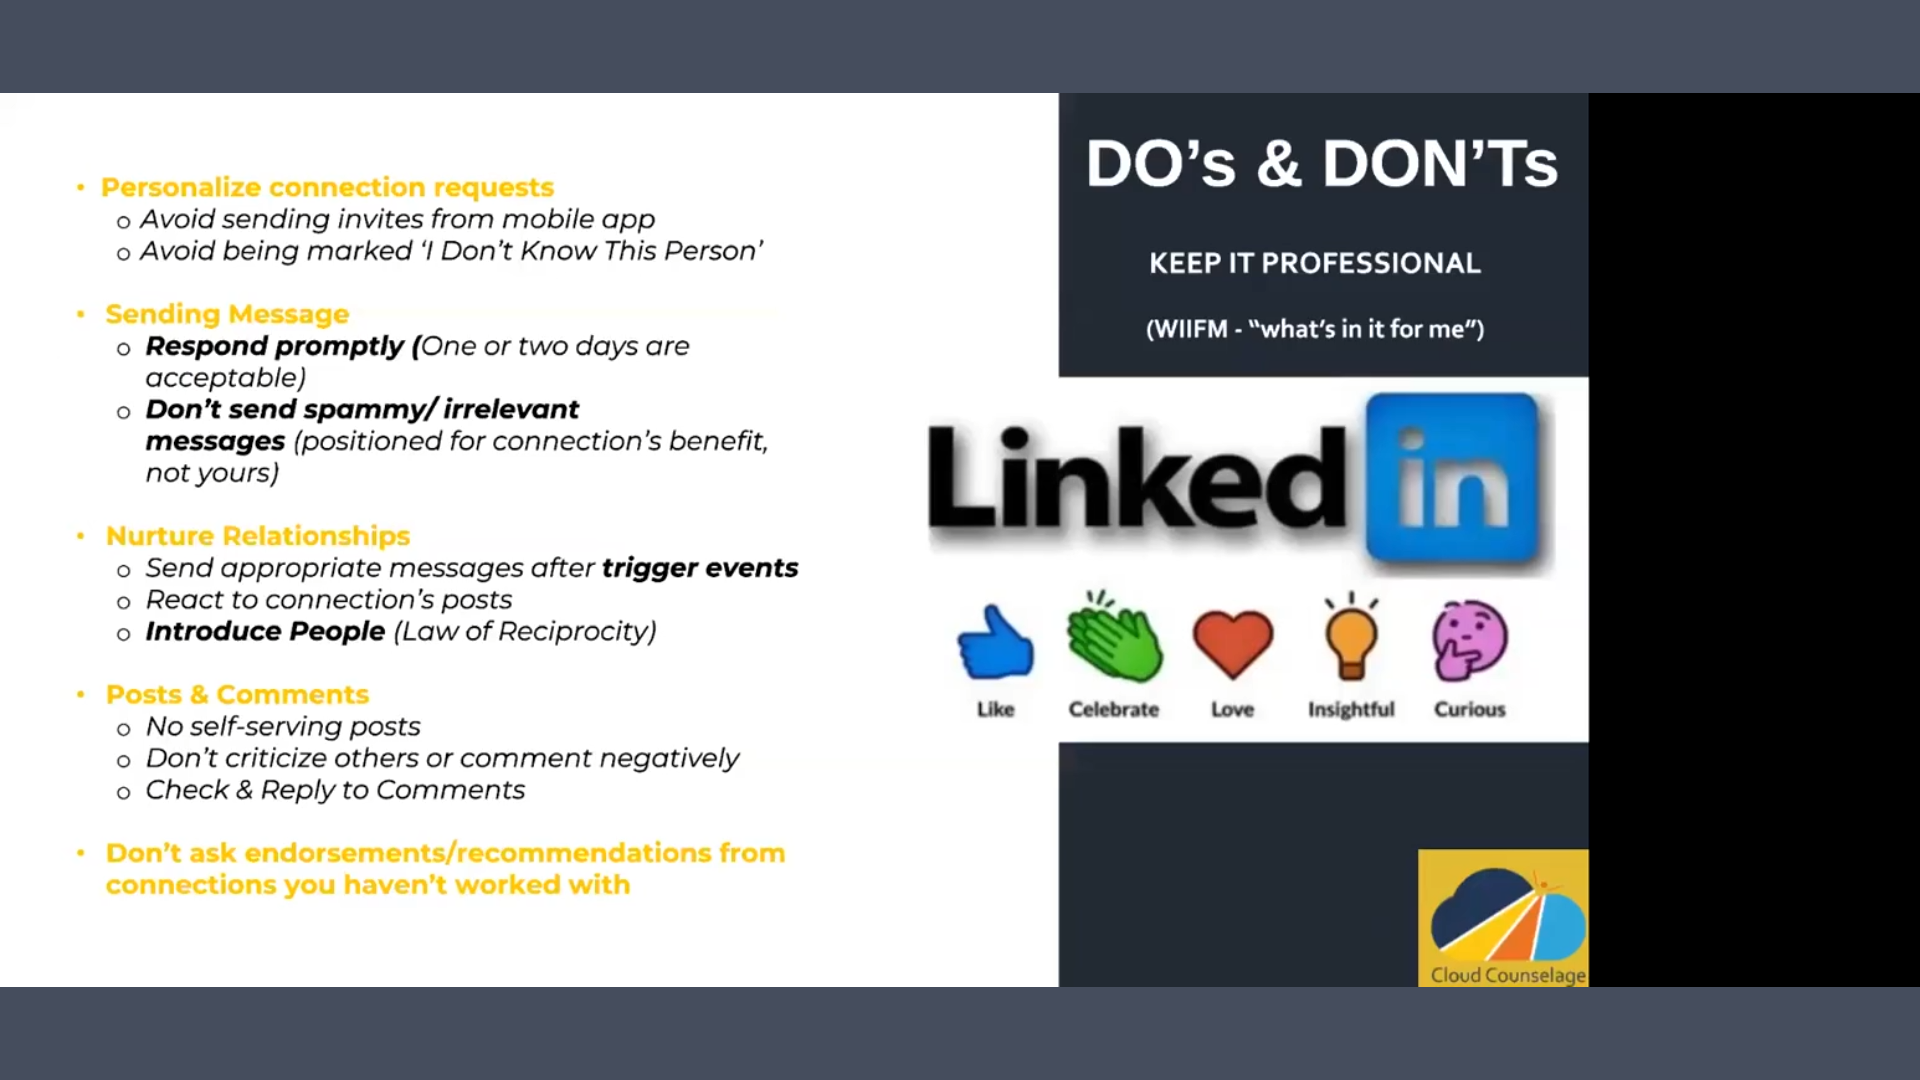 • Personalize connection requests
o Avoid sending invites from mobile app
o Avoid being marked ‘I Don’t Know This Person’
• Sending Message
o Respond promptly (One or two days are
acceptable)
o Don’t send spammy/ irrelevant
messages (positioned for connection’s benefit,
not yours)
• Nurture Relationships
o Send appropriate messages after trigger events
o React to connection’s posts
o Introduce People (Law of Reciprocity)
• Posts & Comments
o No self-serving posts
o Don’t criticize others or comment negatively
o Check & Reply to Comments
• Don’t ask endorsements/recommendations from
connections you haven’t worked with
DO’s & DON’Ts
KEEP IT PROFESSIONAL
(WIIFM - “what’s in it for me”)
Linked in
Like Celebrate Love Insightful Curious
Cloud Counselage